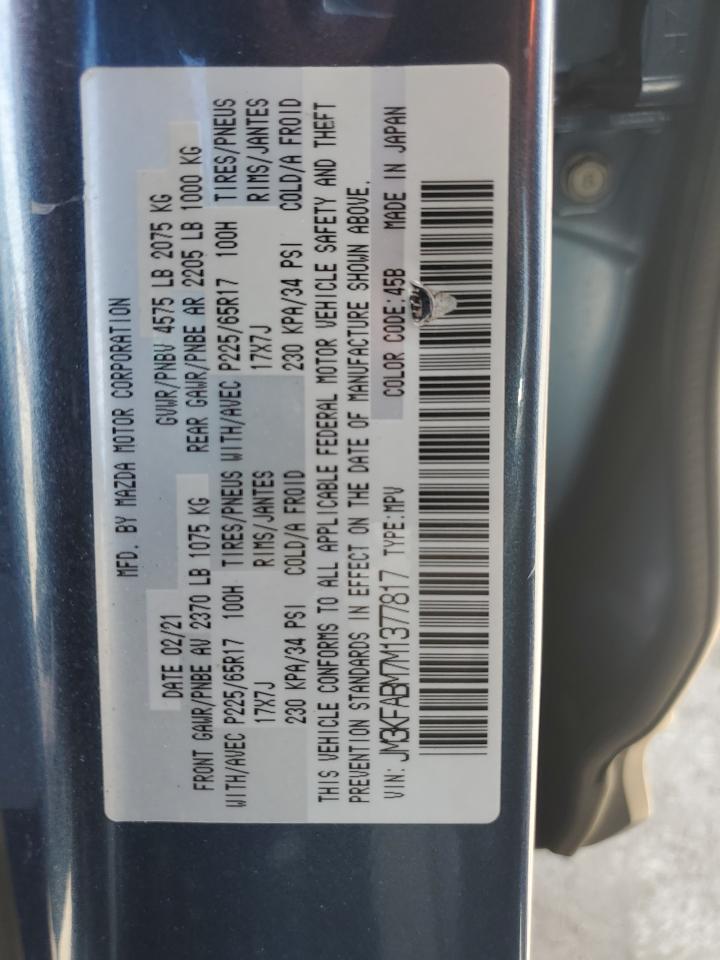 MFD. BY MAZDA MOTOR CORPORATION
DATE 02/21 GVWR/PNBV 4575 LB 2075 KG
FRONT GAWR/PNBE AV 2370 LB 1075 KG REAR GAWR/PNBE AR 2205 LB 1000 KG
WITH/AVEC P225/65R17 100H TIRES/PNEUS WITH/AVEC P225/65R17 100H TIRES/PNEUS
17X7J RIMS/JANTES 17X7J RIMS/JANTES
230 KPA/34 PSI COLD/A FROID 230 KPA/34 PSI COLD/A FROID
THIS VEHICLE CONFORMS TO ALL APPLICABLE FEDERAL MOTOR VEHICLE SAFETY AND THEFT
PREVENTION STANDARDS IN EFFECT ON THE DATE OF MANUFACTURE SHOWN ABOVE.
VIN: JM3KFABM7M1377817 TYPE:MPV COLOR CODE:45B MADE IN JAPAN